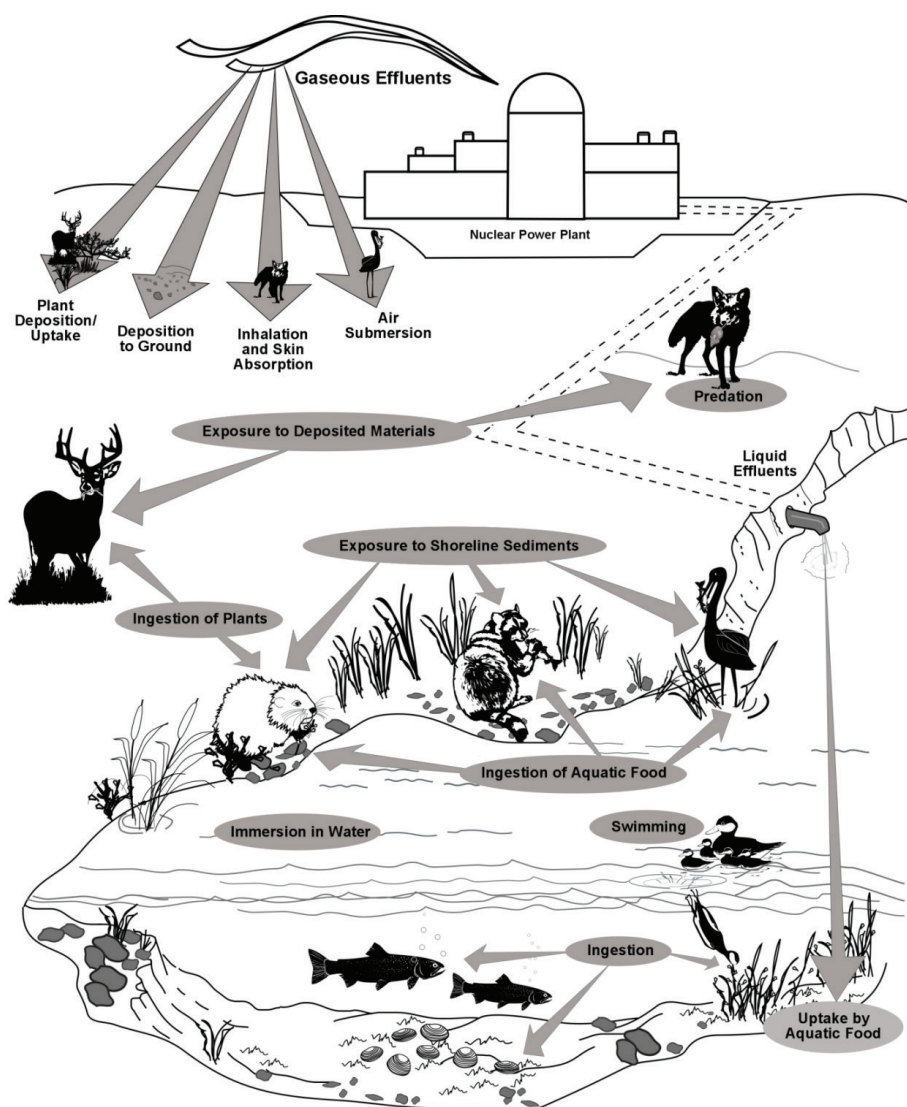 Gaseous Effluents
Nuclear Power Plant
Plant
Deposition/
Uptake
Deposition
to Ground
Inhalation
and Skin
Absorption
Air
Submersion
Predation
Exposure to Deposited Materials
Liquid
Effluents
Exposure to Shoreline Sediments
Ingestion of Plants
Ingestion of Aquatic Food
Immersion in Water
Swimming
Ingestion
Uptake by
Aquatic Food